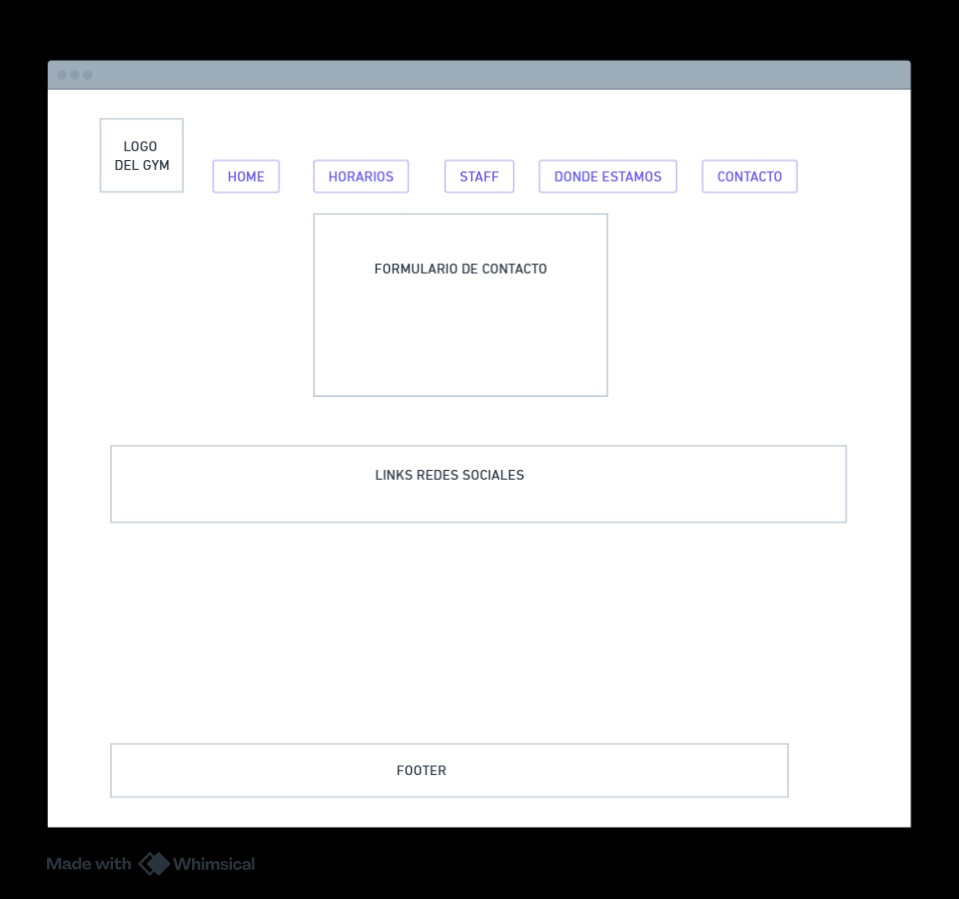 LOGO
DEL GYM
HOME
HORARIOS
STAFF
DONDE ESTAMOS
CONTACTO
FORMULARIO DE CONTACTO
LINKS REDES SOCIALES
FOOTER
Made with Whimsical